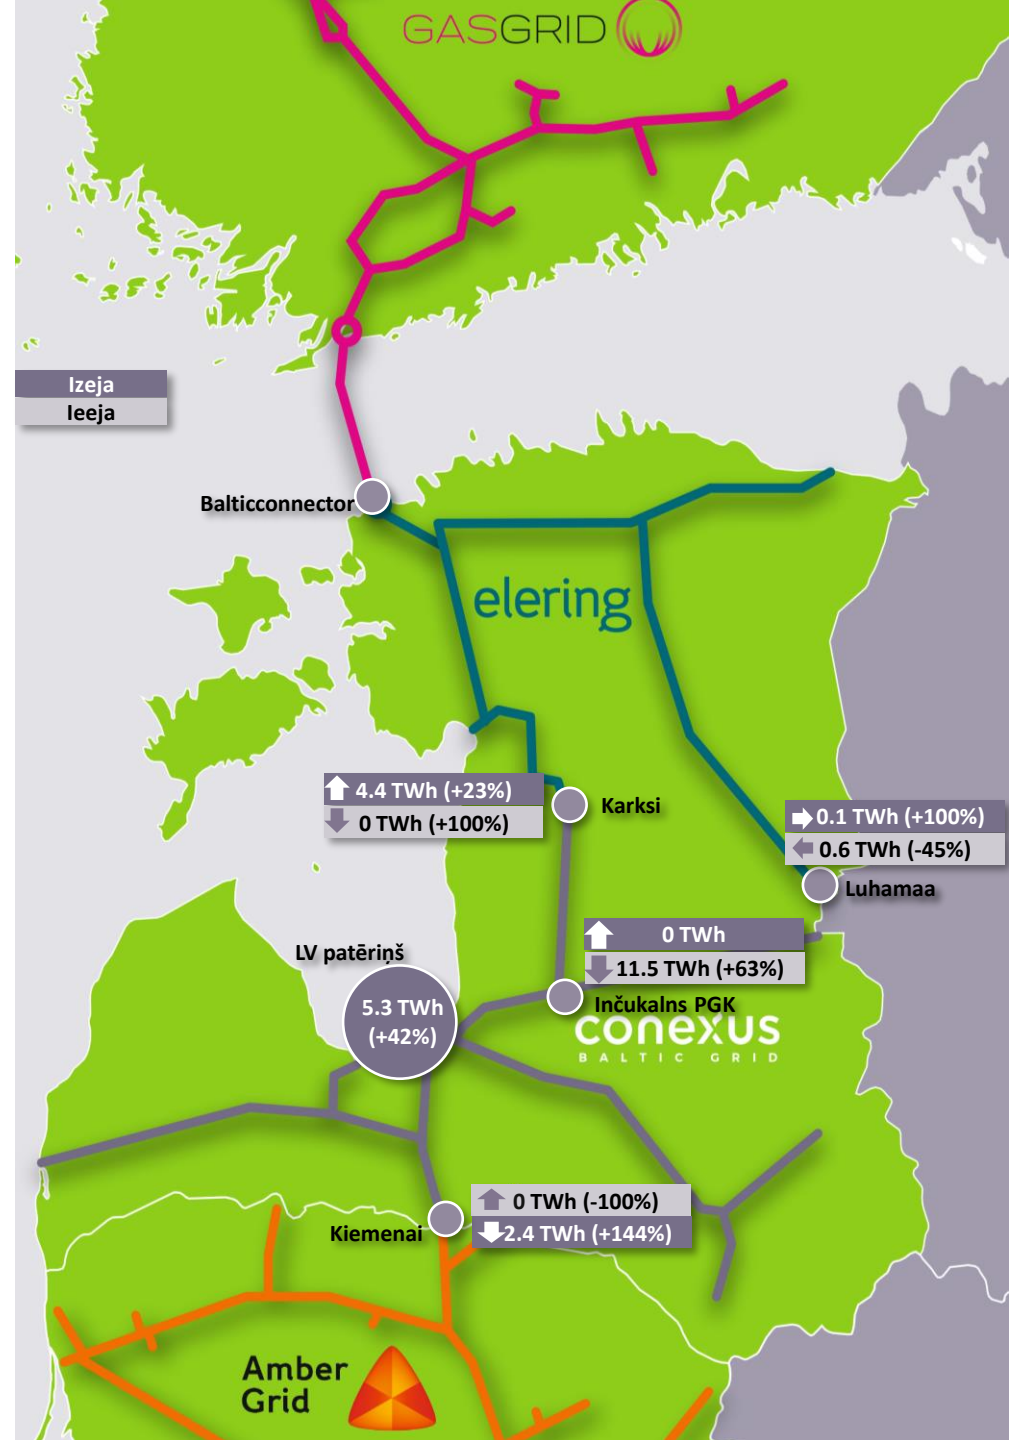 GASGRID
Izeja
Ieeja
Balticconnector
elering
4.4 TWh (+23%)
0 TWh (+100%)
Karksi
0.1 TWh (+100%)
0.6 TWh (-45%)
Luhamaa
0 TWh
11.5 TWh (+63%)
LV patēriņš
5.3 TWh
(+42%)
Inčukalns PGK
conexus
BALTIC GRID
0 TWh (-100%)
2.4 TWh (+144%)
Kiemenai
Amber
Grid